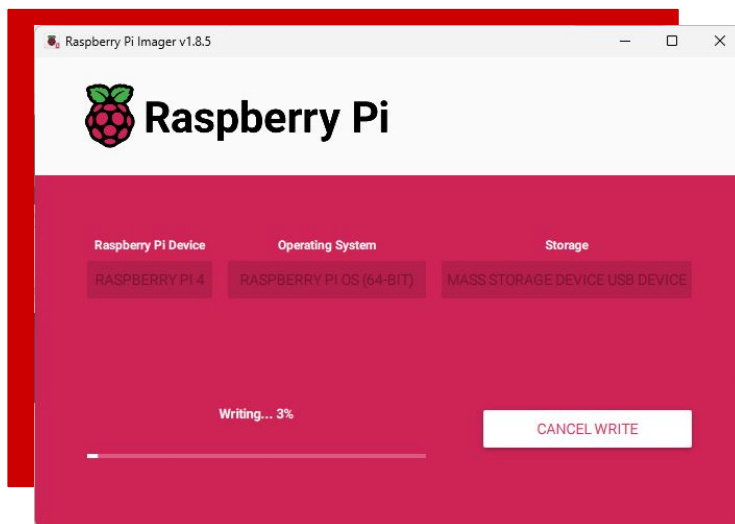 Raspberry Pi Imager v1.8.5
Raspberry Pi
Raspberry Pi Device
Operating System
Storage
RASPBERRY PI 4
RASPBERRY PI OS (64-BIT)
MASS STORAGE DEVICE USB DEVICE
Writing... 3%
CANCEL WRITE